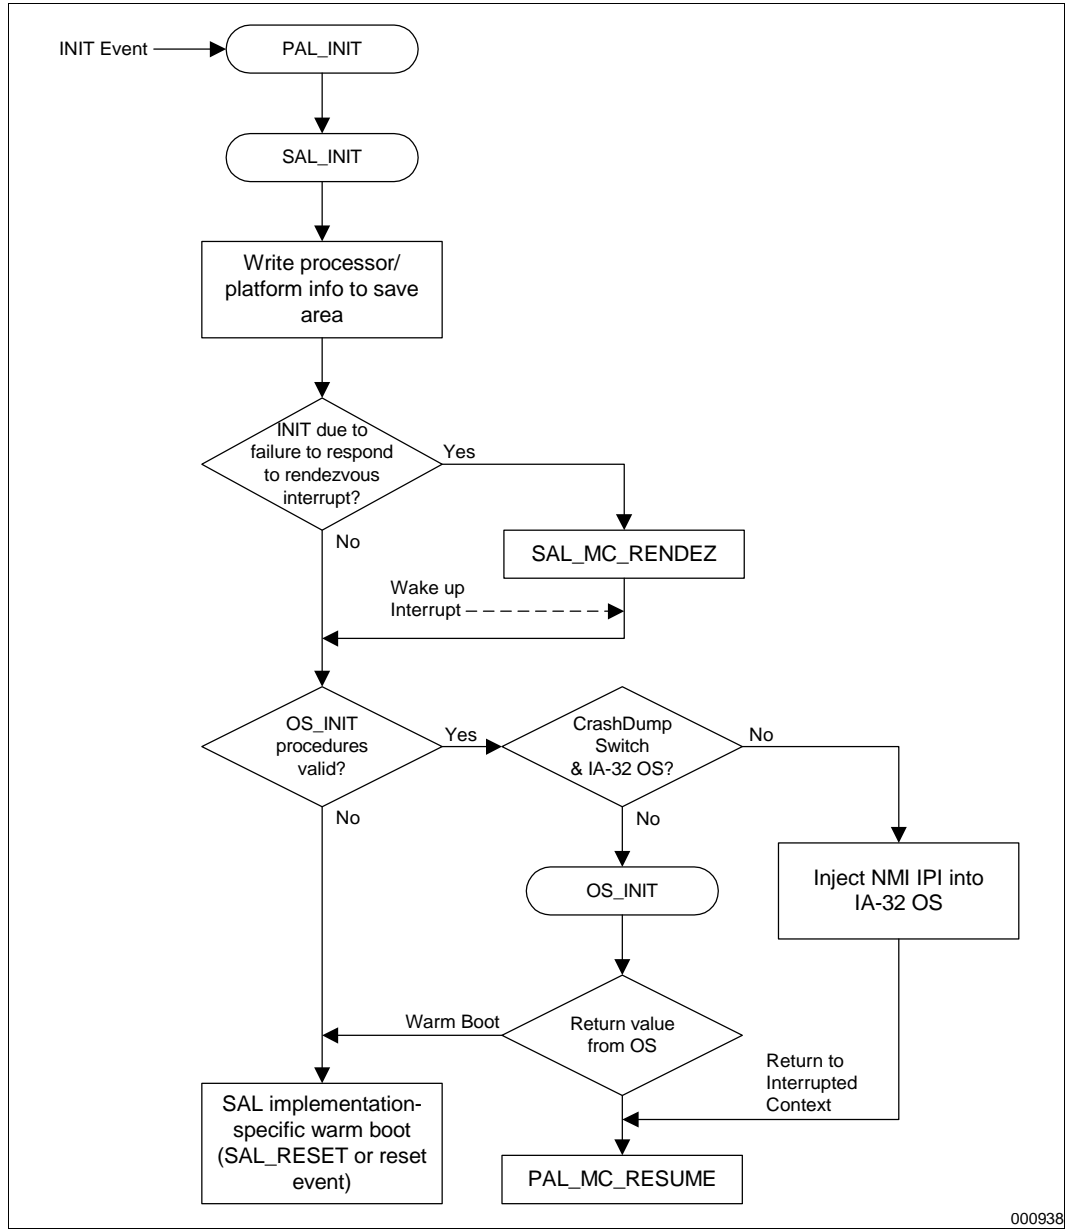 INIT Event
PAL_INIT
SAL_INIT
Write processor/
platform info to save
area
INIT due to
failure to respond
to rendezvous
interrupt?
Yes
No
SAL_MC_RENDEZ
Wake up
Interrupt
OS_INIT
procedures
valid?
Yes
No
CrashDump
Switch
& IA-32 OS?
No
No
Inject NMI IPI into
IA-32 OS
OS_INIT
Return value
from OS
Warm Boot
Return to
Interrupted
Context
SAL implementation-
specific warm boot
(SAL_RESET or reset
event)
PAL_MC_RESUME
000938